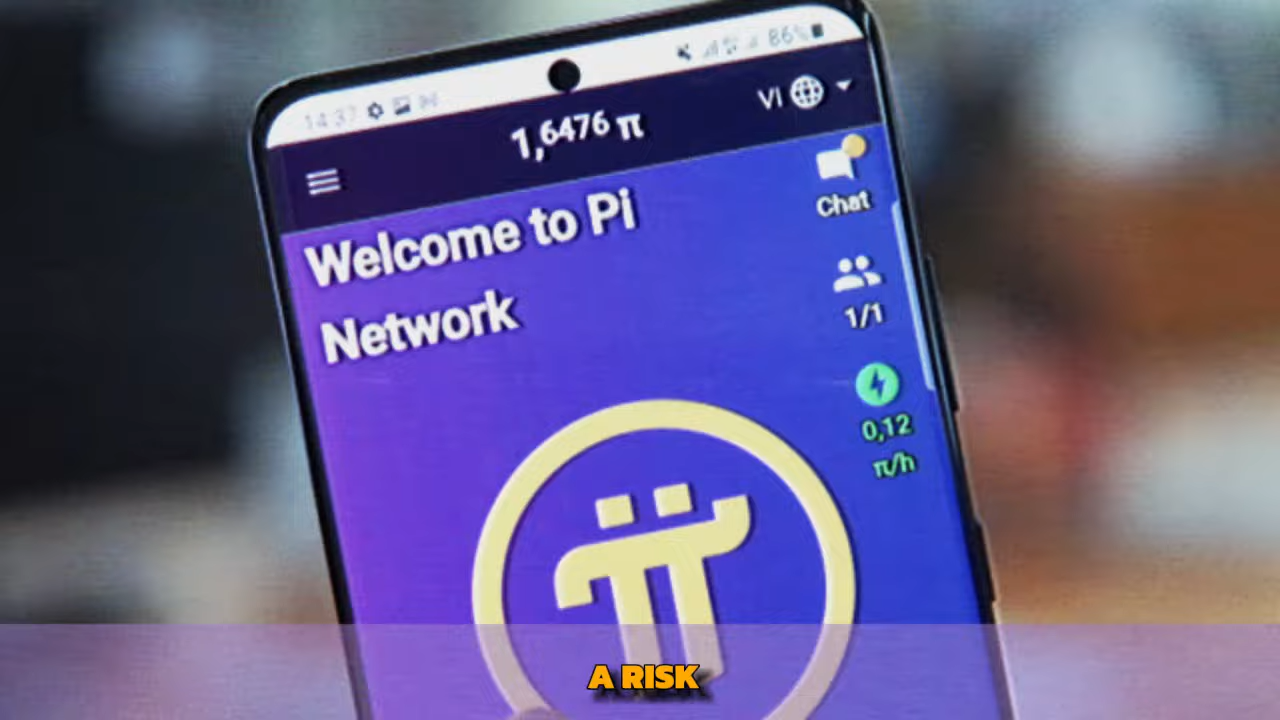 14:37 86%
1,6476 π
VI
Chat
Welcome to Pi
Network
1/1
0,12
π/h
A RISK